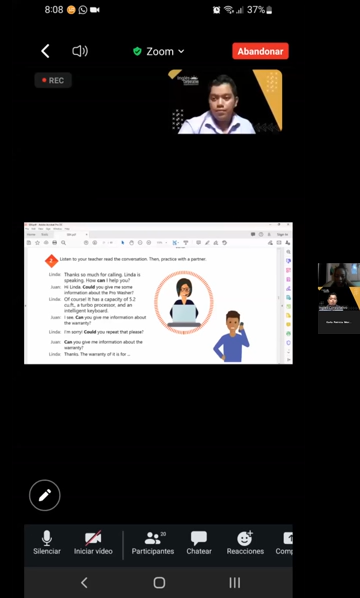 8:08
37%
Zoom
Abandonar
REC
Sign In
Listen to your teacher read the conversation. Then, practice with a partner.
Linda: Thanks so much for calling. Linda is
speaking. How can I help you?
Juan: Hi Linda. Could you give me some
information about the Pro Washer?
Linda: Of course! It has a capacity of 5.2
cu.ft, a turbo processor, and an
intelligent keyboard.
Juan: I see. Can you give me information about
the warranty?
Linda: I'm sorry! Could you repeat that please?
Juan: Can you give me information about the
warranty?
Linda: Thanks. The warranty of it is for ...
20
Silenciar
Iniciar vídeo
Participantes
Chatear
Reacciones
Comp